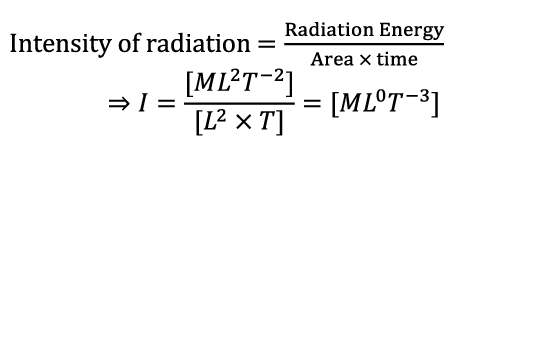 Intensity of radiation = Radiation Energy / Area × time
⇒ I = [ML²T⁻²] / [L² × T] = [ML⁰T⁻³]